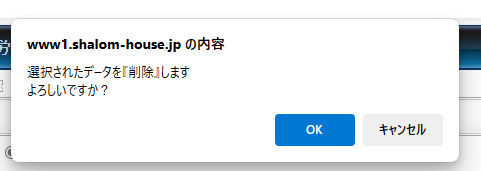 労
www1.shalom-house.jp の内容
選択されたデータを『削除』します
よろしいですか？
OK
キャンセル